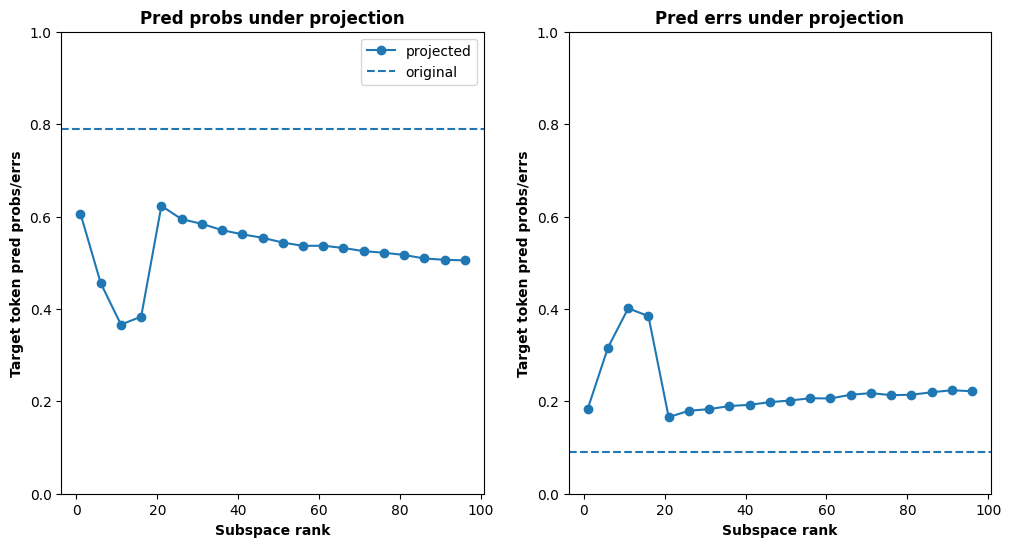 Pred probs under projection
1.0
0.8
0.6
0.4
0.2
0.0
Target token pred probs/errs
projected
original
0 20 40 60 80 100
Subspace rank
Pred errs under projection
1.0
0.8
0.6
0.4
0.2
0.0
Target token pred probs/errs
0 20 40 60 80 100
Subspace rank